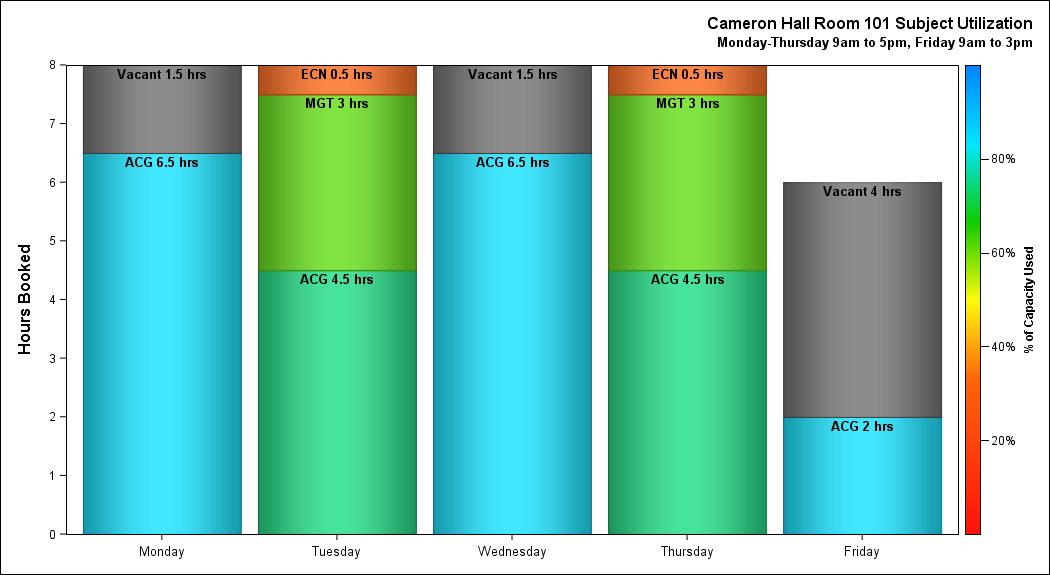 Cameron Hall Room 101 Subject Utilization
Monday-Thursday 9am to 5pm, Friday 9am to 3pm
Hours Booked
8
7
6
5
4
3
2
1
0
Vacant 1.5 hrs
ACG 6.5 hrs
ECN 0.5 hrs
MGT 3 hrs
ACG 4.5 hrs
Vacant 1.5 hrs
ACG 6.5 hrs
ECN 0.5 hrs
MGT 3 hrs
ACG 4.5 hrs
Vacant 4 hrs
ACG 2 hrs
Monday
Tuesday
Wednesday
Thursday
Friday
80%
60%
40%
20%
% of Capacity Used